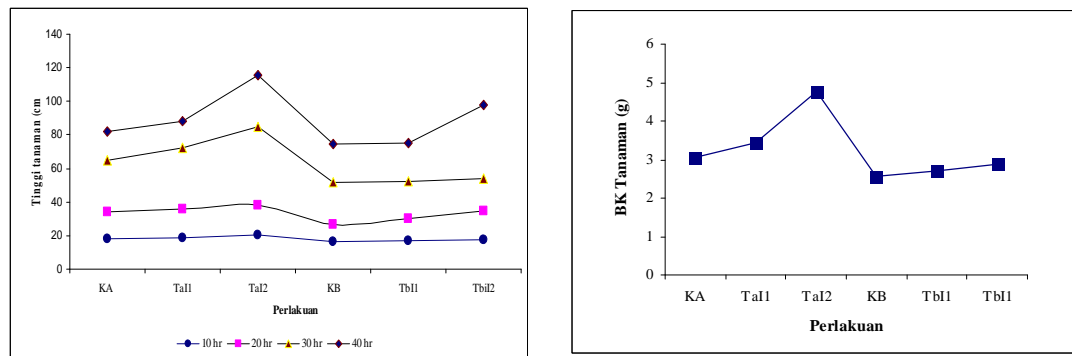 Tinggi tanaman (cm
140
120
100
80
60
40
20
0
KA TaI1 TaI2 KB TbI1 TbiI2
Perlakuan
10 hr 20 hr 30 hr 40 hr
BK Tanaman (g)
6
5
4
3
2
1
0
KA TaI1 TaI2 KB TbI1 TbI1
Perlakuan